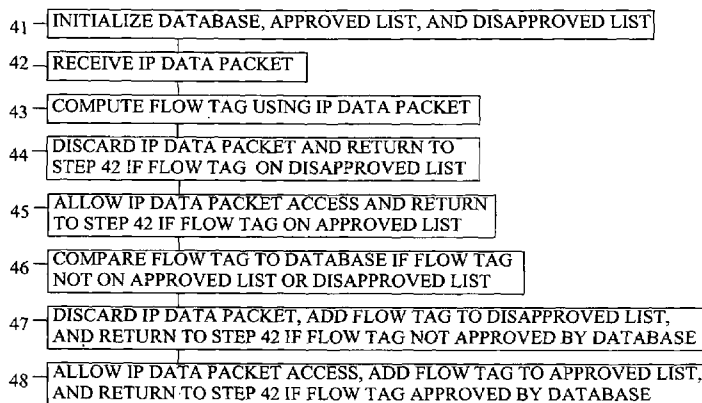 41 INITIALIZE DATABASE, APPROVED LIST, AND DISAPPROVED LIST
42 RECEIVE IP DATA PACKET
43 COMPUTE FLOW TAG USING IP DATA PACKET
44 DISCARD IP DATA PACKET AND RETURN TO
STEP 42 IF FLOW TAG ON DISAPPROVED LIST
45 ALLOW IP DATA PACKET ACCESS AND RETURN
TO STEP 42 IF FLOW TAG ON APPROVED LIST
46 COMPARE FLOW TAG TO DATABASE IF FLOW TAG
NOT ON APPROVED LIST OR DISAPPROVED LIST
47 DISCARD IP DATA PACKET, ADD FLOW TAG TO DISAPPROVED LIST,
AND RETURN TO STEP 42 IF FLOW TAG NOT APPROVED BY DATABASE
48 ALLOW IP DATA PACKET ACCESS, ADD FLOW TAG TO APPROVED LIST,
AND RETURN TO STEP 42 IF FLOW TAG APPROVED BY DATABASE